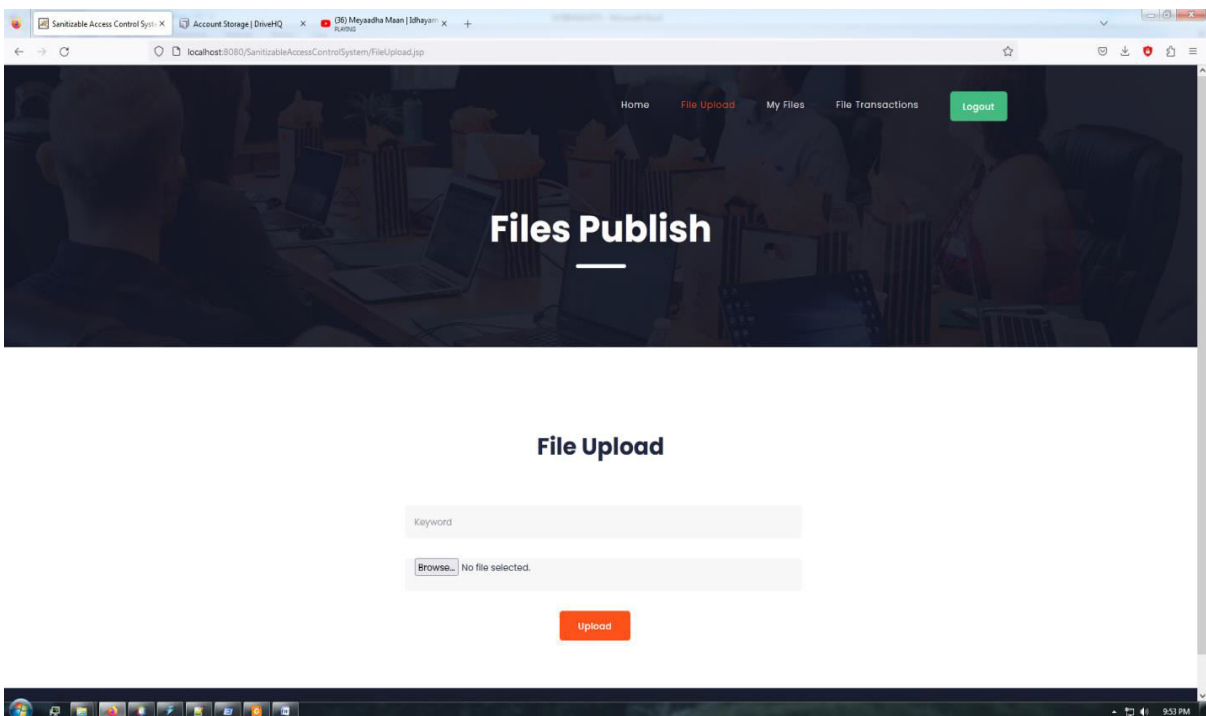 Sanitizable Access Control Syste
Account Storage | DriveHQ
(36) Meyaadha Maan | Idhayam
PLAYING
localhost:8080/SanitizableAccessControlSystem/FileUpload.jsp
Home File Upload My Files File Transactions Logout
Files Publish
File Upload
Keyword
Browse... No file selected.
Upload
9:53 PM